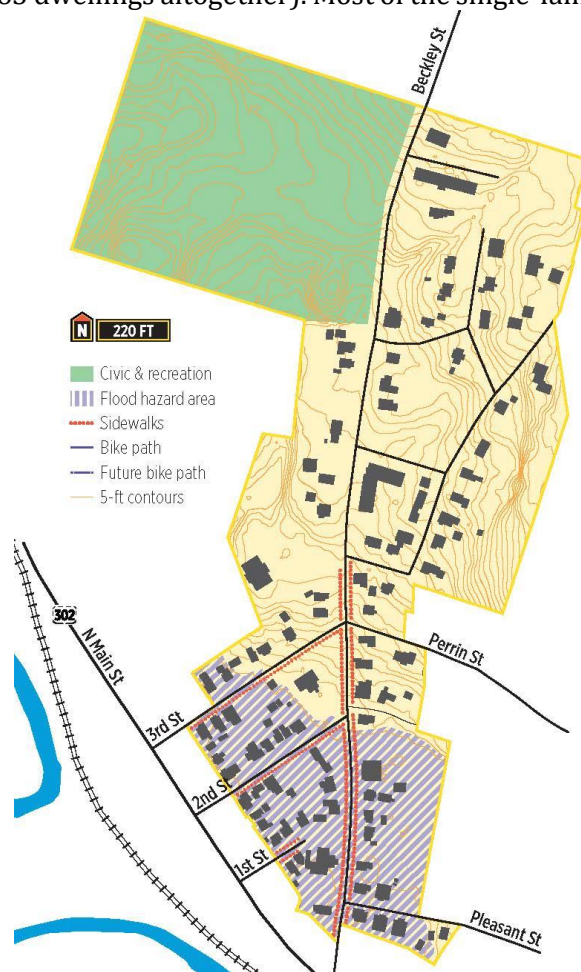 dwellings altogether). Most of the single
Beckley St
N
220 FT
Civic & recreation
Flood hazard area
Sidewalks
Bike path
Future bike path
5-ft contours
302
N Main St
Perrin St
3rd St
2nd St
1st St
Pleasant St